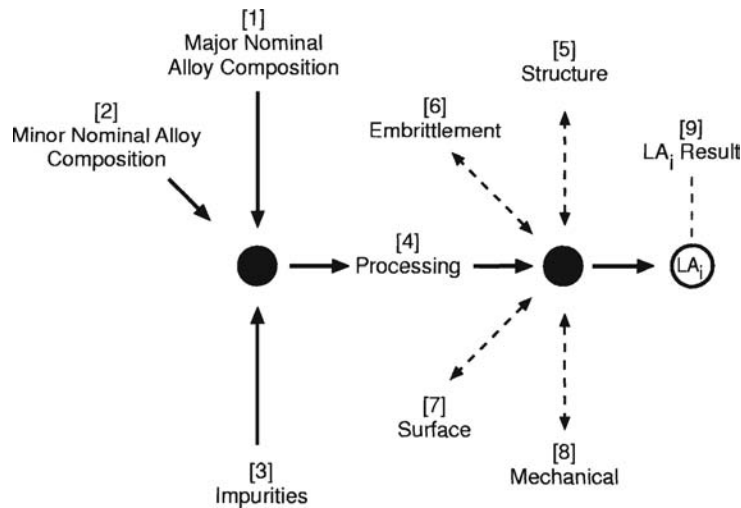 [1]
Major Nominal
Alloy Composition
[2]
Minor Nominal Alloy
Composition
[3]
Impurities
[4]
Processing
[5]
Structure
[6]
Embrittlement
[7]
Surface
[8]
Mechanical
[9]
LAi Result
LAi